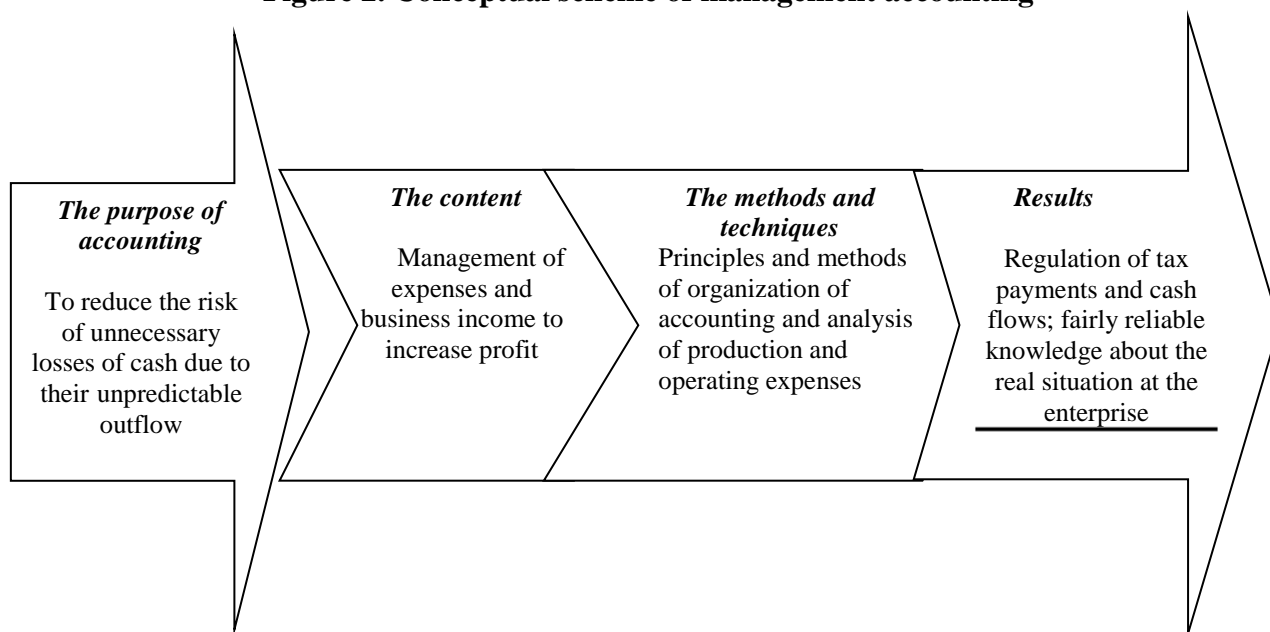 Figure 2. Conceptual scheme of management accounting
The purpose of
accounting
To reduce the risk
of unnecessary
losses of cash due to
their unpredictable
outflow
The content
Management of
expenses and
business income to
increase profit
The methods and
techniques
Principles and methods
of organization of
accounting and analysis
of production and
operating expenses
Results
Regulation of tax
payments and cash
flows; fairly reliable
knowledge about the
real situation at the
enterprise